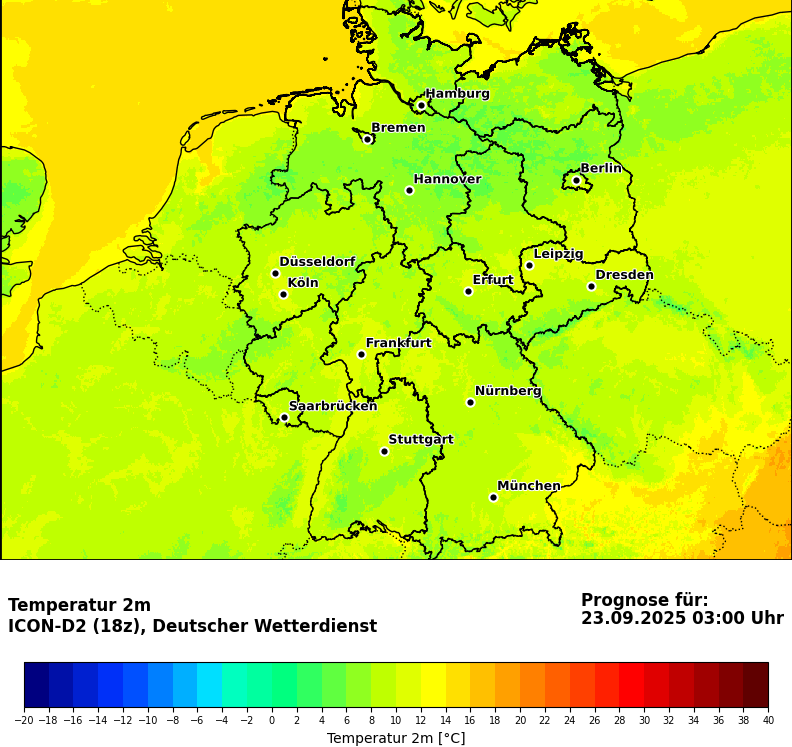 Hamburg
Bremen
Berlin
Hannover
Leipzig
Düsseldorf
Dresden
Köln
Erfurt
Frankfurt
Nürnberg
Saarbrücken
Stuttgart
München
Temperatur 2m
ICON-D2 (18z), Deutscher Wetterdienst
Prognose für:
23.09.2025 03:00 Uhr
−20 −18 −16 −14 −12 −10 −8 −6 −4 −2 0 2 4 6 8 10 12 14 16 18 20 22 24 26 28 30 32 34 36 38 40
Temperatur 2m [°C]